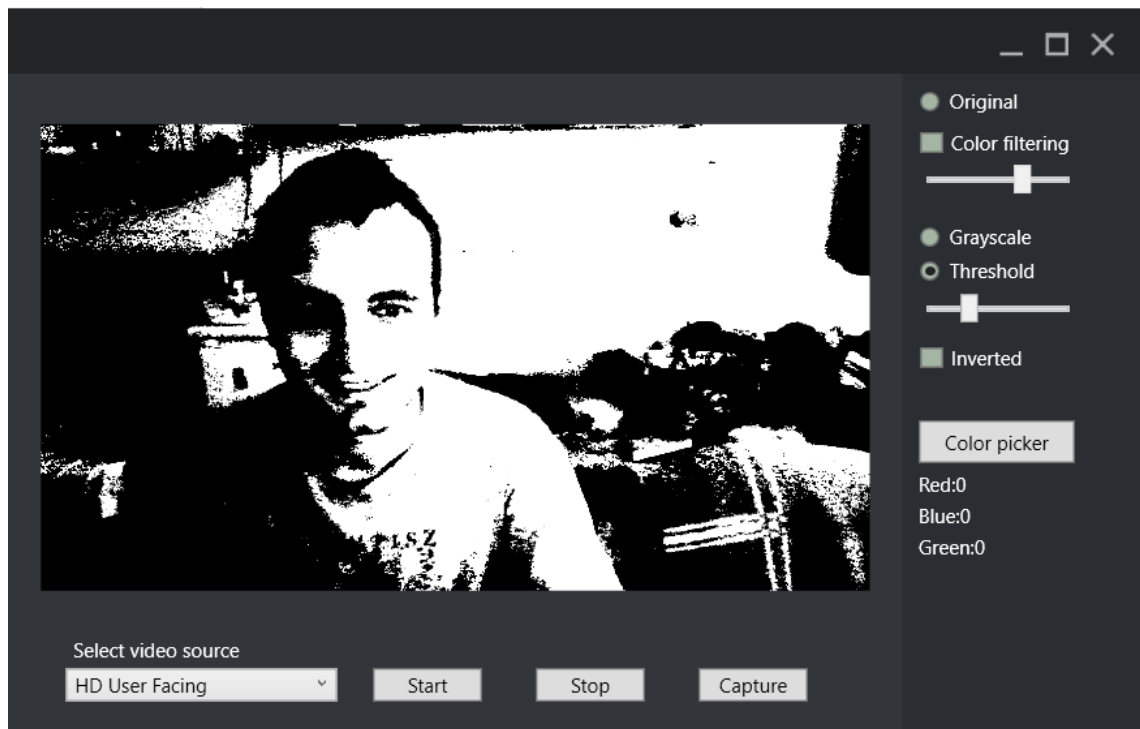 Original
Color filtering
Grayscale
Threshold
Inverted
Color picker
Red:0
Blue:0
Green:0
Select video source
HD User Facing
Start
Stop
Capture